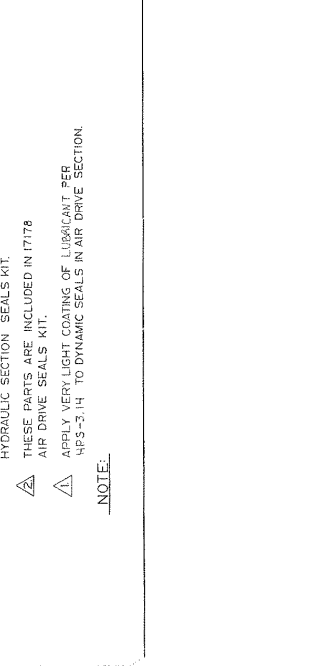 HYDRAULIC SECTION SEALS KIT.
2. THESE PARTS ARE INCLUDED IN 17178
AIR DRIVE SEALS KIT.
1. APPLY VERY LIGHT COATING OF LUBRICANT PER
HPS-3.14 TO DYNAMIC SEALS IN AIR DRIVE SECTION.
NOTE: